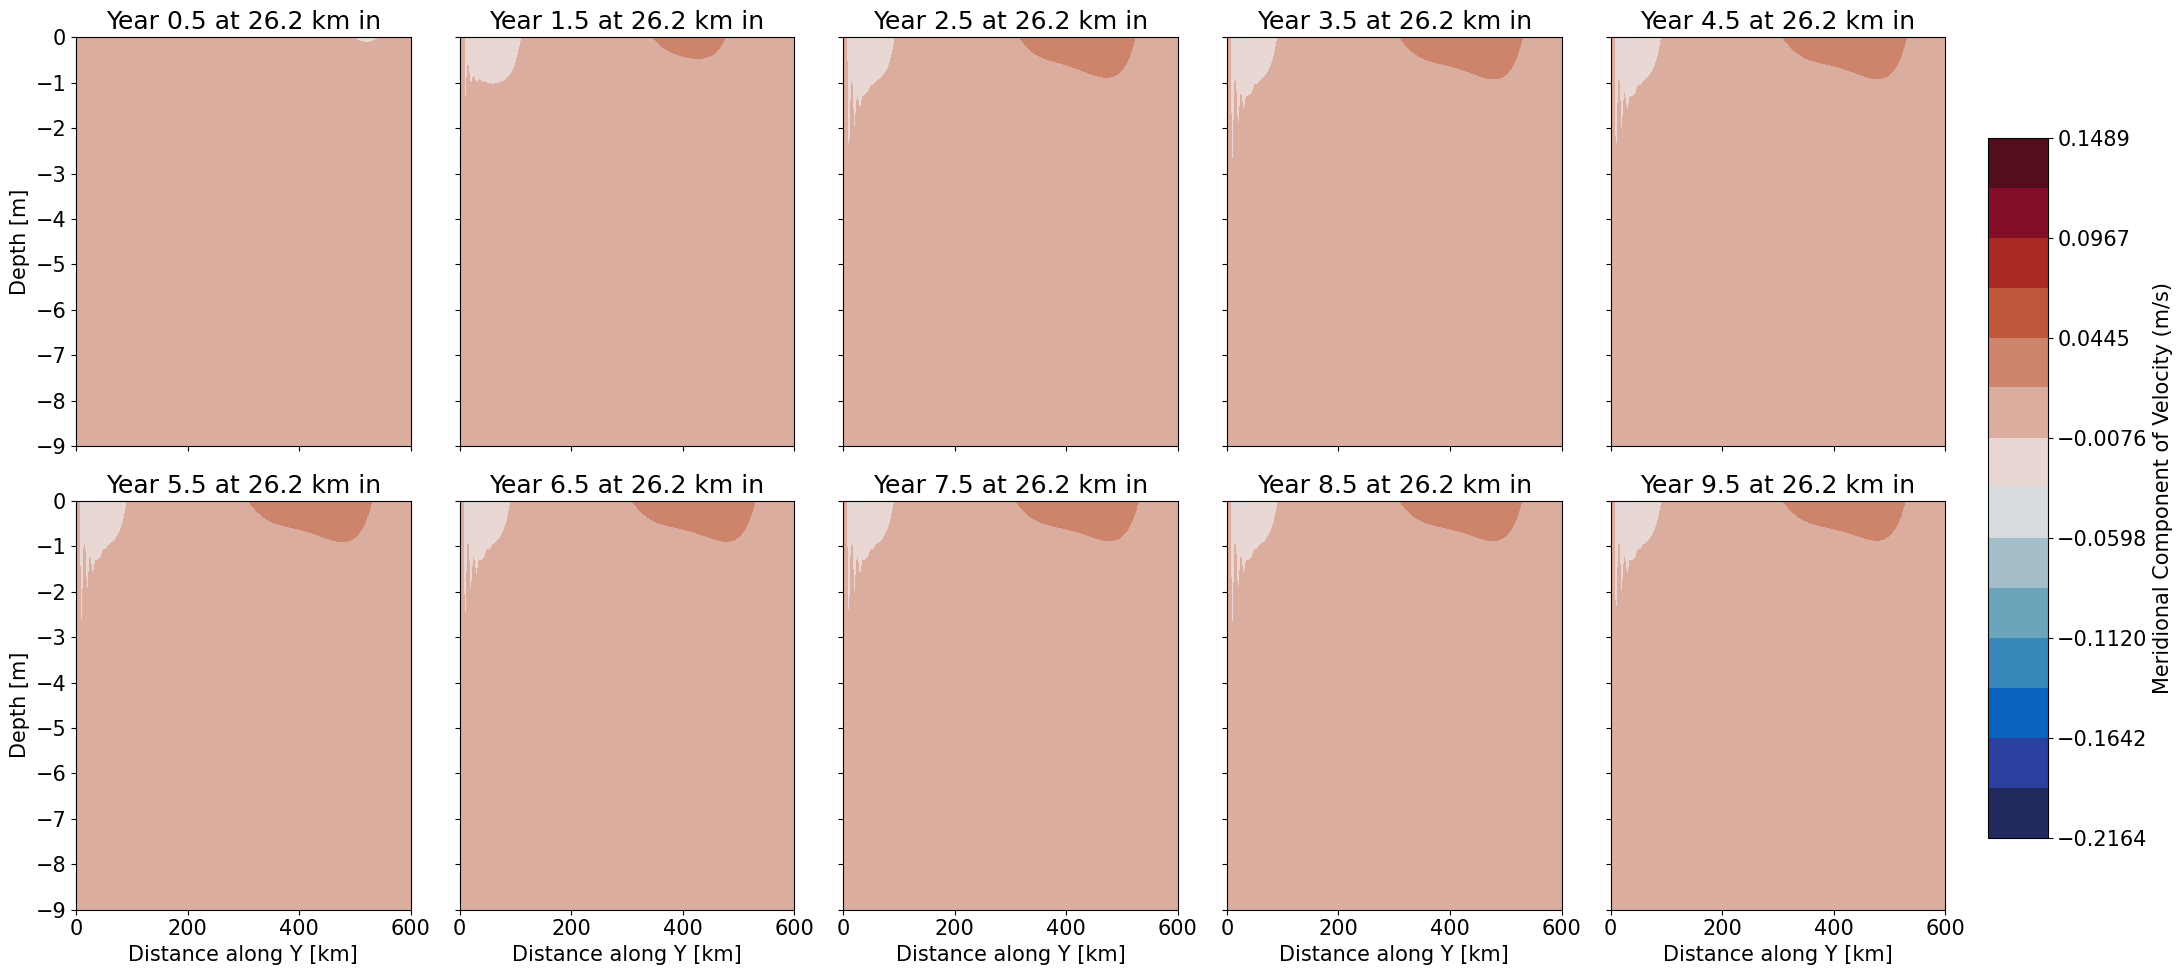 Year 0.5 at 26.2 km in
Year 1.5 at 26.2 km in
Year 2.5 at 26.2 km in
Year 3.5 at 26.2 km in
Year 4.5 at 26.2 km in
0
−1
−2
−3
−4
−5
−6
−7
−8
−9
Depth [m]
Year 5.5 at 26.2 km in
Year 6.5 at 26.2 km in
Year 7.5 at 26.2 km in
Year 8.5 at 26.2 km in
Year 9.5 at 26.2 km in
0
−1
−2
−3
−4
−5
−6
−7
−8
−9
Depth [m]
0 200 400 600
0 200 400 600
0 200 400 600
0 200 400 600
0 200 400 600
Distance along Y [km]
Distance along Y [km]
Distance along Y [km]
Distance along Y [km]
Distance along Y [km]
0.1489
0.0967
0.0445
−0.0076
−0.0598
−0.1120
−0.1642
−0.2164
Meridional Component of Velocity (m/s)